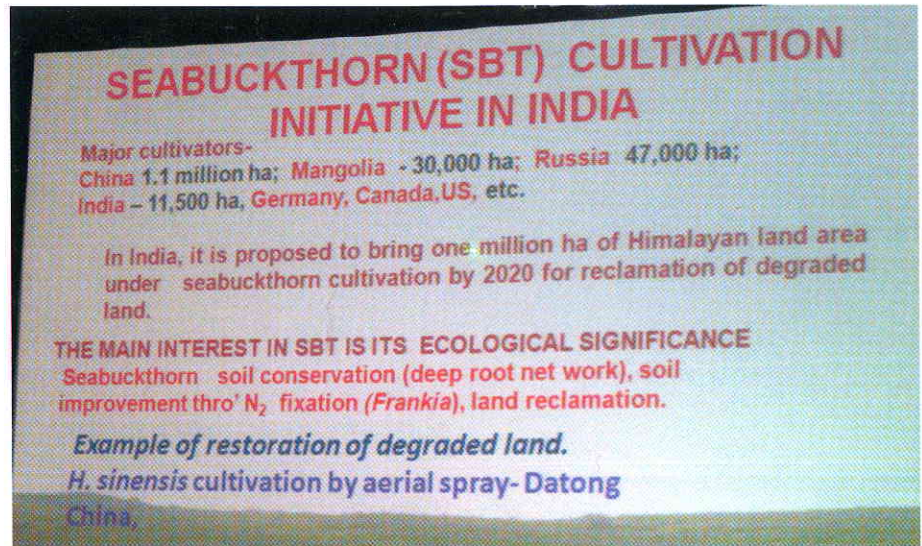 SEABUCKTHORN (SBT) CULTIVATION
INITIATIVE IN INDIA
Major cultivators-
China 1.1 million ha; Mangolia - 30,000 ha; Russia 47,000 ha;
India – 11,500 ha, Germany, Canada,US, etc.
In India, it is proposed to bring one million ha of Himalayan land area
under seabuckthorn cultivation by 2020 for reclamation of degraded
land.
THE MAIN INTEREST IN SBT IS ITS ECOLOGICAL SIGNIFICANCE
Seabuckthorn soil conservation (deep root net work), soil
improvement thro' N₂ fixation (Frankia), land reclamation.
Example of restoration of degraded land.
H. sinensis cultivation by aerial spray- Datong
China,